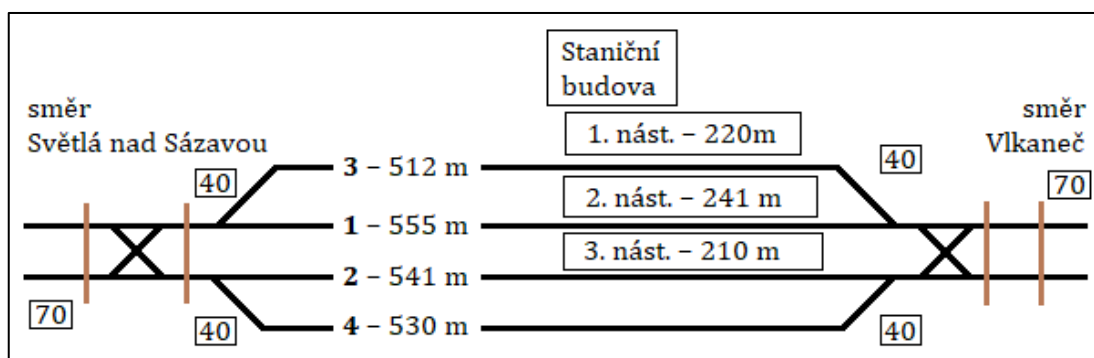 Staniční
budova
směr
Světlá nad Sázavou
směr
Vlkaneč
1. nást. – 220m
40
3 – 512 m
40
70
2. nást. – 241 m
1 – 555 m
3. nást. – 210 m
2 – 541 m
70
40
4 – 530 m
40